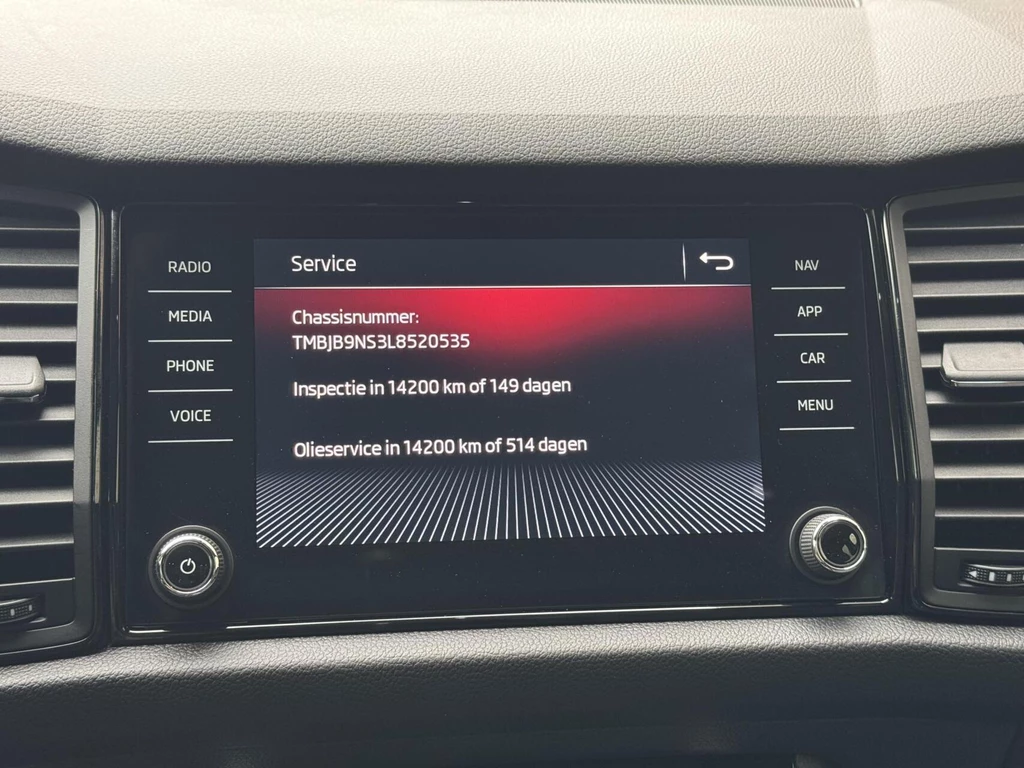 Service
Chassisnummer:
TMBJB9NS3L8520535
Inspectie in 14200 km of 149 dagen
Olieservice in 14200 km of 514 dagen
RADIO
MEDIA
PHONE
VOICE
NAV
APP
CAR
MENU